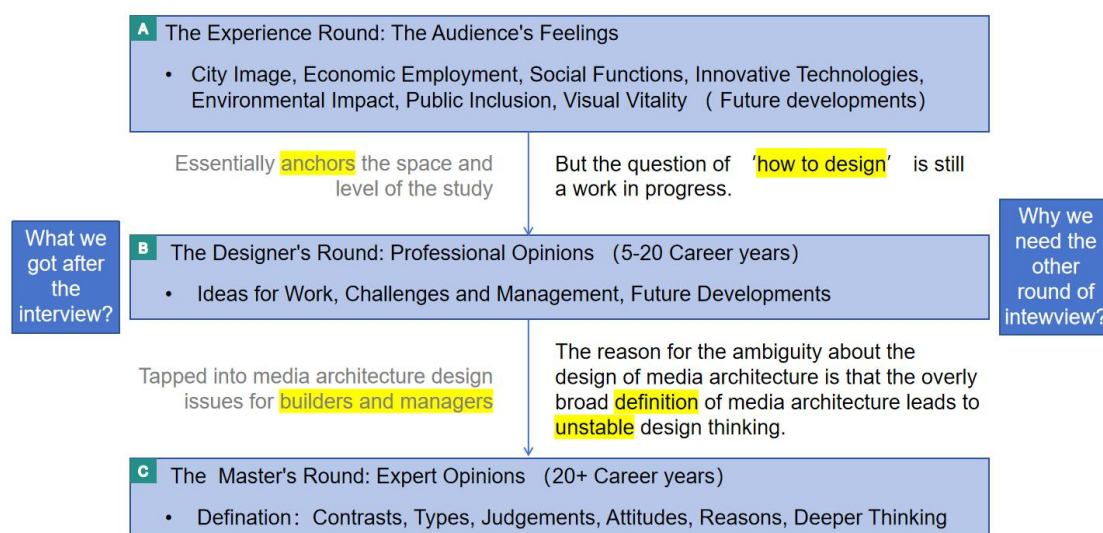 A The Experience Round: The Audience's Feelings
• City Image, Economic Employment, Social Functions, Innovative Technologies,
Environmental Impact, Public Inclusion, Visual Vitality ( Future developments)
Essentially anchors the space and
level of the study
But the question of ‘how to design’ is still
a work in progress.
What we
got after
the
interview?
B The Designer's Round: Professional Opinions (5-20 Career years)
• Ideas for Work, Challenges and Management, Future Developments
Why we
need the
other
round of
intewview?
Tapped into media architecture design
issues for builders and managers
The reason for the ambiguity about the
design of media architecture is that the overly
broad definition of media architecture leads to
unstable design thinking.
C The Master's Round: Expert Opinions (20+ Career years)
• Defination: Contrasts, Types, Judgements, Attitudes, Reasons, Deeper Thinking